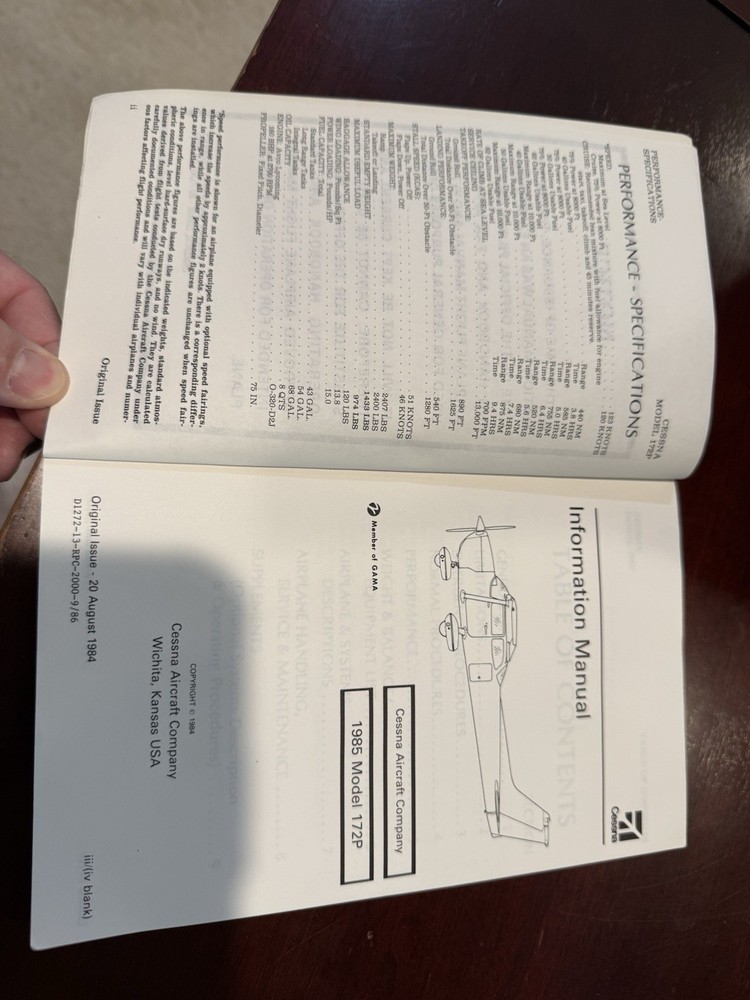 PERFORMANCE-
SPECIFICATIONS
CESSNA
MODEL 172P
PERFORMANCE - SPECIFICATIONS
*SPEED:
Maximum at Sea Level 123 KNOTS
Cruise, 75% Power at 8000 Ft 120 KNOTS
CRUISE: lean mixture with fuel allowance for engine
start, taxi, takeoff, climb and 45 minutes reserve.
75% Power at 8000 Ft Range 440 NM
Usable Fuel Time 3.8 HRS
75% Power at 8000 Ft Range 585 NM
Usable Fuel Time 5.0 HRS
75% Power at 8000 Ft Range 755 NM
Usable Fuel Time 6.4 HRS
Maximum Range at 10,000 Ft Range 520 NM
Usable Fuel Time 5.6 HRS
Maximum Range at 10,000 Ft Range 680 NM
Usable Fuel Time 7.4 HRS
Maximum Range at 10,000 Ft Range 875 NM
Usable Fuel Time 9.4 HRS
RATE OF CLIMB AT SEA LEVEL 700 FPM
SERVICE CEILING 13,000 FT
TAKEOFF PERFORMANCE:
Ground Roll 890 FT
Total Distance Over 50-Ft Obstacle 1625 FT
LANDING PERFORMANCE:
Ground Roll 540 FT
Total Distance Over 50-Ft Obstacle 1280 FT
STALL SPEED (KCAS):
Flaps Up, Power Off 51 KNOTS
Flaps Down, Power Off 46 KNOTS
MAXIMUM WEIGHT:
Ramp 2407 LBS
Takeoff or Landing 2400 LBS
STANDARD EMPTY WEIGHT 1433 LBS
MAXIMUM USEFUL LOAD 974 LBS
BAGGAGE ALLOWANCE 120 LBS
WING LOADING: Pounds/Sq Ft 13.8
POWER LOADING: Pounds/HP 15.0
FUEL CAPACITY: Total
Standard Tanks 43 GAL.
Long Range Tanks 54 GAL.
Integral Tanks 68 GAL.
OIL CAPACITY 8 QTS
ENGINE: Avco Lycoming O-320-D2J
160 BHP at 2700 RPM
PROPELLER: Fixed Pitch, Diameter 75 IN.
*Speed performance is shown for an airplane equipped with optional speed fairings,
which increase the speeds by approximately 2 knots. There is a corresponding differ-
ence in range, while all other performance figures are unchanged when speed fair-
ings are installed.
The above performance figures are based on the indicated weights, standard atmos-
pheric conditions, level, hard-surface dry runways, and no wind. They are calculated
values derived from flight tests conducted by the Cessna Aircraft Company under
carefully documented conditions and will vary with individual airplanes and numer-
ous factors affecting flight performance.
ii
Original Issue
Cessna
Information Manual
Member of GAMA
Cessna Aircraft Company
1985 Model 172P
COPYRIGHT © 1984
Cessna Aircraft Company
Wichita, Kansas USA
Original Issue - 20 August 1984
D1272-13-RPC-2000-9/86
iii/(iv blank)